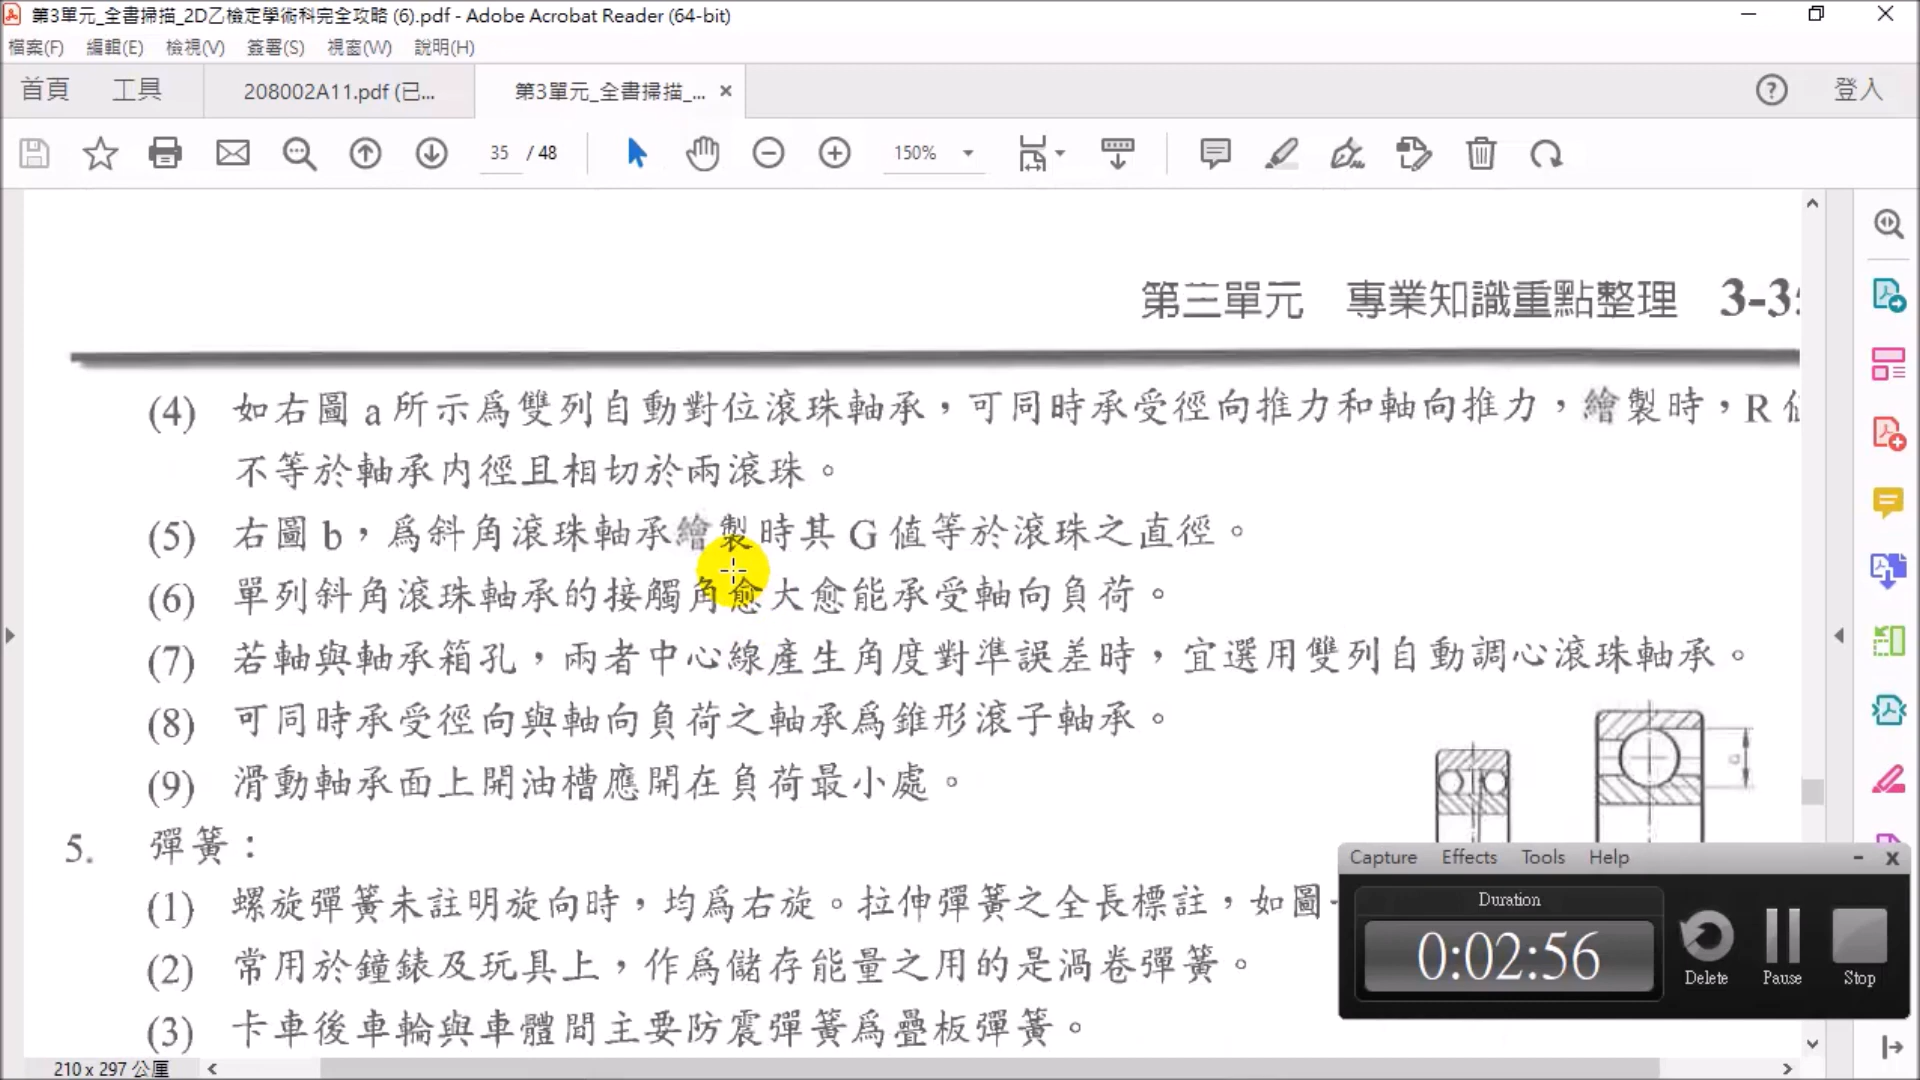 第3單元_全書掃描_2D乙檢定學術科完全攻略 (6).pdf - Adobe Acrobat Reader (64-bit)
檔案(F) 編輯(E) 檢視(V) 簽署(S) 視窗(W) 說明(H)
首頁 工具 208002A11.pdf (已... 第3單元_全書掃描_... × 登入
35 / 48 150%
第三單元 專業知識重點整理 3-3
(4) 如右圖 a 所示為雙列自動對位滾珠軸承，可同時承受徑向推力和軸向推力，繪製時，R
不等於軸承內徑且相切於兩滾珠。
(5) 右圖 b，為斜角滾珠軸承繪製時其 G 值等於滾珠之直徑。
(6) 單列斜角滾珠軸承的接觸角愈大愈能承受軸向負荷。
(7) 若軸與軸承箱孔，兩者中心線產生角度對準誤差時，宜選用雙列自動調心滾珠軸承。
(8) 可同時承受徑向與軸向負荷之軸承為錐形滾子軸承。
(9) 滑動軸承面上開油槽應開在負荷最小處。
5. 彈簧：
(1) 螺旋彈簧未註明旋向時，均為右旋。拉伸彈簧之全長標註，如圖
(2) 常用於鐘錶及玩具上，作為儲存能量之用的是渦卷彈簧。
(3) 卡車後車輪與車體間主要防震彈簧為疊板彈簧。
Capture Effects Tools Help
Duration
0:02:56
Delete Pause Stop
210 x 297 公厘